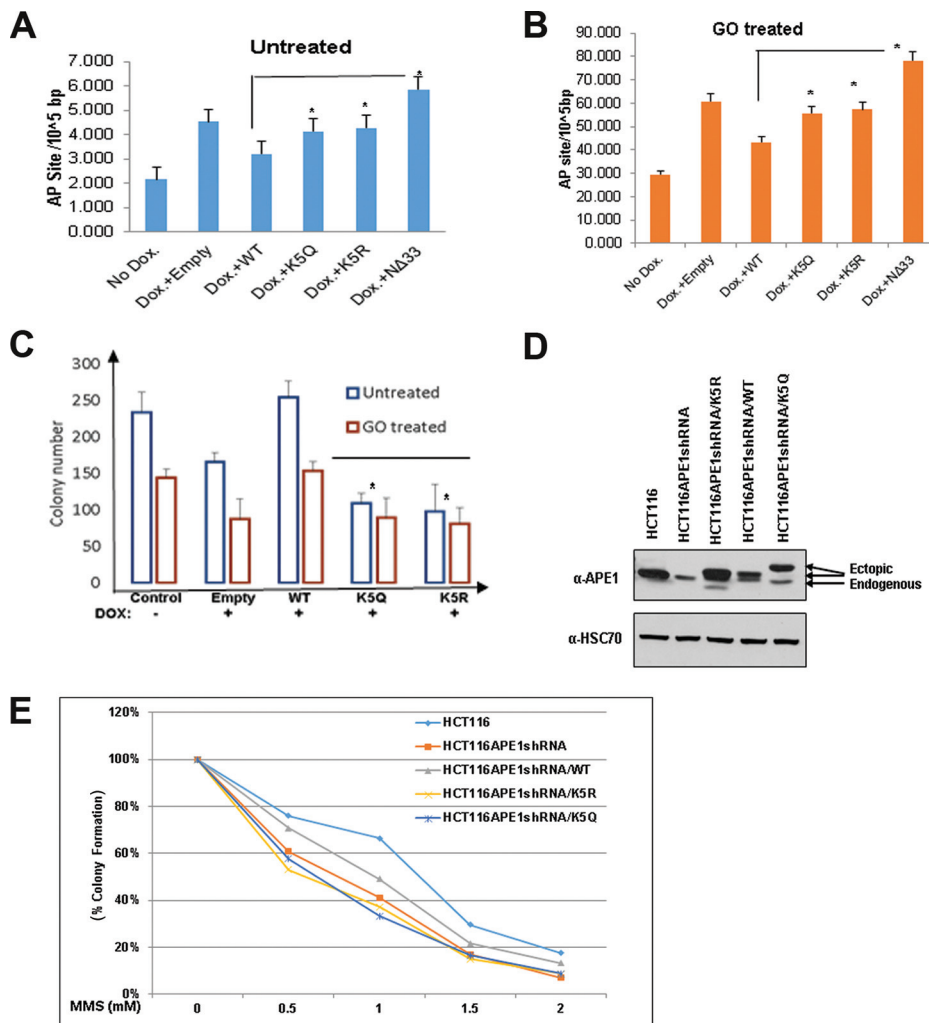 A
Untreated
AP Site /10^5 bp
7.000
6.000
5.000
4.000
3.000
2.000
1.000
0.000
*
*
*
No Dox.
Dox.+Empty
Dox.+WT
Dox.+K5Q
Dox.+K5R
Dox.+NΔ33
B
GO treated
AP site/10^5bp
90.000
80.000
70.000
60.000
50.000
40.000
30.000
20.000
10.000
0.000
*
*
*
No Dox.
Dox.+Empty
Dox.+WT
Dox.+K5Q
Dox.+K5R
Dox+NΔ33
C
Colony number
300
250
200
150
100
50
0
Untreated
GO treated
*
*
Control Empty WT K5Q K5R
DOX: - + + + +
D
HCT116
HCT116APE1shRNA
HCT116APE1shRNA/K5R
HCT116APE1shRNA/WT
HCT116APE1shRNA/K5Q
α-APE1
Ectopic
Endogenous
α-HSC70
E
(% Colony Formation)
120%
100%
80%
60%
40%
20%
0%
HCT116
HCT116APE1shRNA
HCT116APE1shRNA/WT
HCT116APE1shRNA/K5R
HCT116APE1shRNA/K5Q
MMS (mM) 0 0.5 1 1.5 2